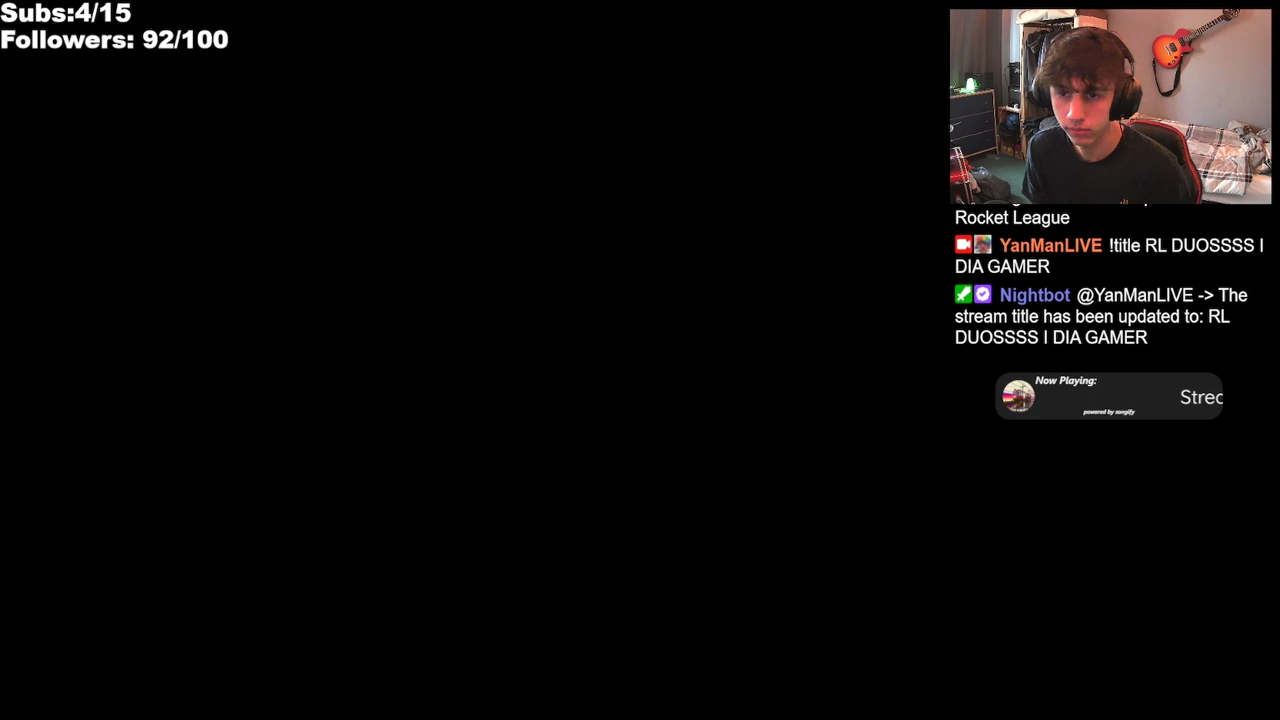 Subs:4/15
Followers: 92/100
Rocket League
YanManLIVE !title RL DUOSSSS I
DIA GAMER
Nightbot @YanManLIVE -> The
stream title has been updated to: RL
DUOSSSS I DIA GAMER
Now Playing:
Strec
powered by songify